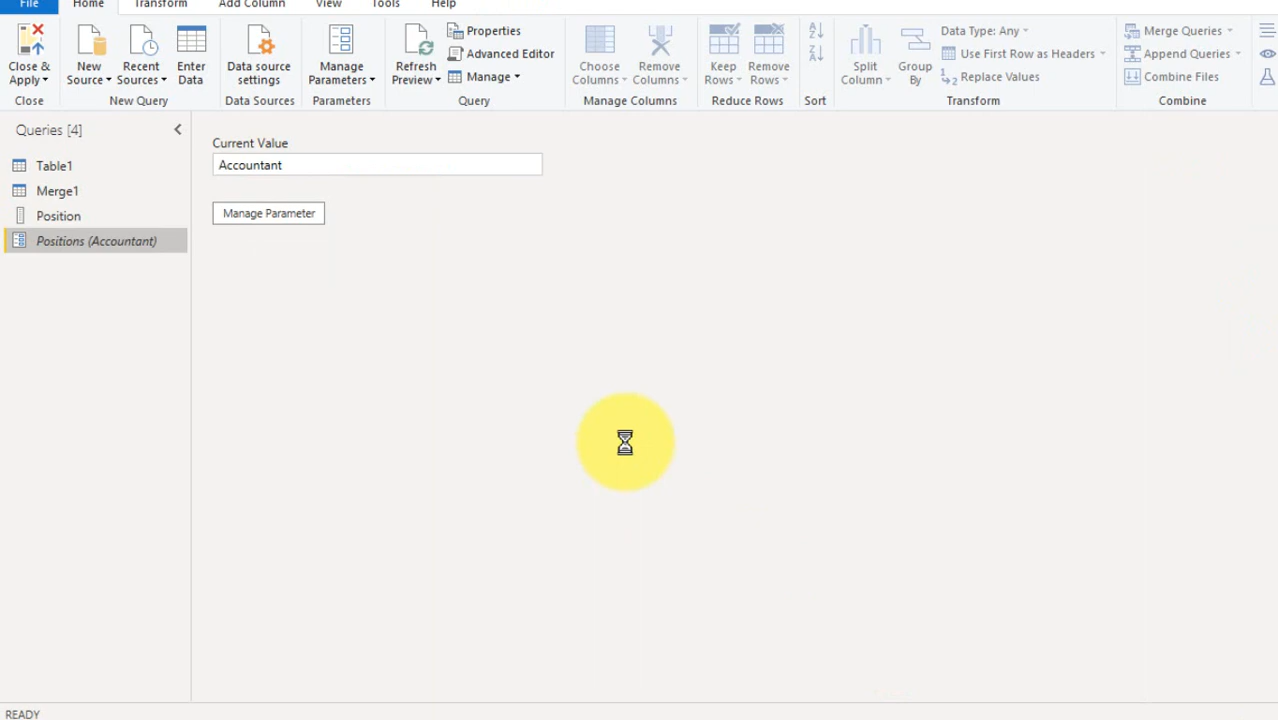 File Home Transform Add Column View Tools Help
Close & Apply
New Source
Recent Sources
Enter Data
Data source settings
Manage Parameters
Refresh Preview
Properties
Advanced Editor
Manage
Choose Columns
Remove Columns
Keep Rows
Remove Rows
Split Column
Group By
Data Type: Any
Use First Row as Headers
Replace Values
Merge Queries
Append Queries
Combine Files
Close
New Query
Data Sources
Parameters
Query
Manage Columns
Reduce Rows
Sort
Transform
Combine
Queries [4]
Table1
Merge1
Position
Positions (Accountant)
Current Value
Accountant
Manage Parameter
READY